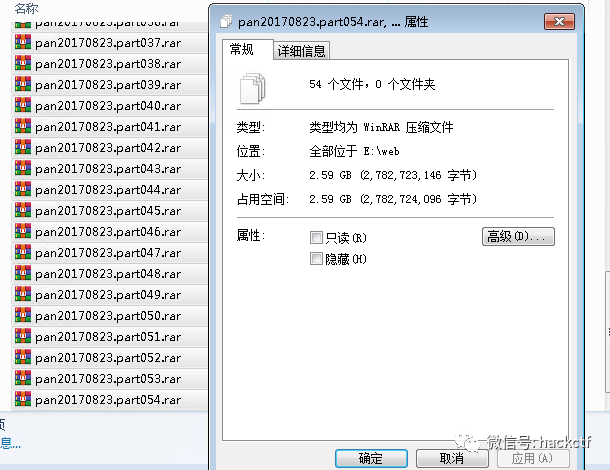 名称
pan20170823.part036.rar
pan20170823.part037.rar
pan20170823.part038.rar
pan20170823.part039.rar
pan20170823.part040.rar
pan20170823.part041.rar
pan20170823.part042.rar
pan20170823.part043.rar
pan20170823.part044.rar
pan20170823.part045.rar
pan20170823.part046.rar
pan20170823.part047.rar
pan20170823.part048.rar
pan20170823.part049.rar
pan20170823.part050.rar
pan20170823.part051.rar
pan20170823.part052.rar
pan20170823.part053.rar
pan20170823.part054.rar
息...
pan20170823.part054.rar, ... 属性
常规 详细信息
54 个文件，0 个文件夹
类型: 类型均为 WinRAR 压缩文件
位置: 全部位于 E:\web
大小: 2.59 GB (2,782,723,146 字节)
占用空间: 2.59 GB (2,782,724,096 字节)
属性: 只读(R) 高级(D)...
隐藏(H)
确定 取消 应用(A)
微信号: hackctf